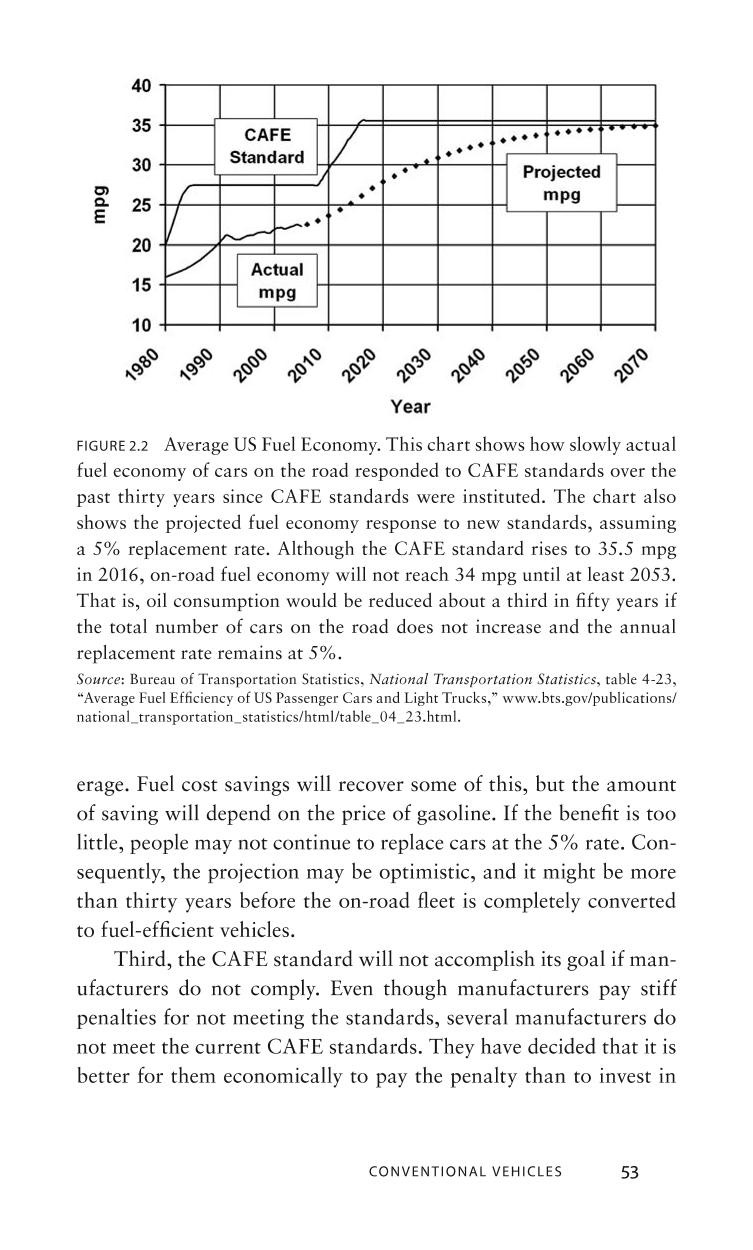 40
35
30
25
20
15
10
mpg
CAFE
Standard
Projected
mpg
Actual
mpg
1980
1990
2000
2010
2020
2030
2040
2050
2060
2070
Year
FIGURE 2.2 Average US Fuel Economy. This chart shows how slowly actual
fuel economy of cars on the road responded to CAFE standards over the
past thirty years since CAFE standards were instituted. The chart also
shows the projected fuel economy response to new standards, assuming
a 5% replacement rate. Although the CAFE standard rises to 35.5 mpg
in 2016, on-road fuel economy will not reach 34 mpg until at least 2053.
That is, oil consumption would be reduced about a third in fifty years if
the total number of cars on the road does not increase and the annual
replacement rate remains at 5%.
Source: Bureau of Transportation Statistics, National Transportation Statistics, table 4-23,
“Average Fuel Efficiency of US Passenger Cars and Light Trucks,” www.bts.gov/publications/
national_transportation_statistics/html/table_04_23.html.
erage. Fuel cost savings will recover some of this, but the amount
of saving will depend on the price of gasoline. If the benefit is too
little, people may not continue to replace cars at the 5% rate. Con-
sequently, the projection may be optimistic, and it might be more
than thirty years before the on-road fleet is completely converted
to fuel-efficient vehicles.
Third, the CAFE standard will not accomplish its goal if man-
ufacturers do not comply. Even though manufacturers pay stiff
penalties for not meeting the standards, several manufacturers do
not meet the current CAFE standards. They have decided that it is
better for them economically to pay the penalty than to invest in
CONVENTIONAL VEHICLES 53